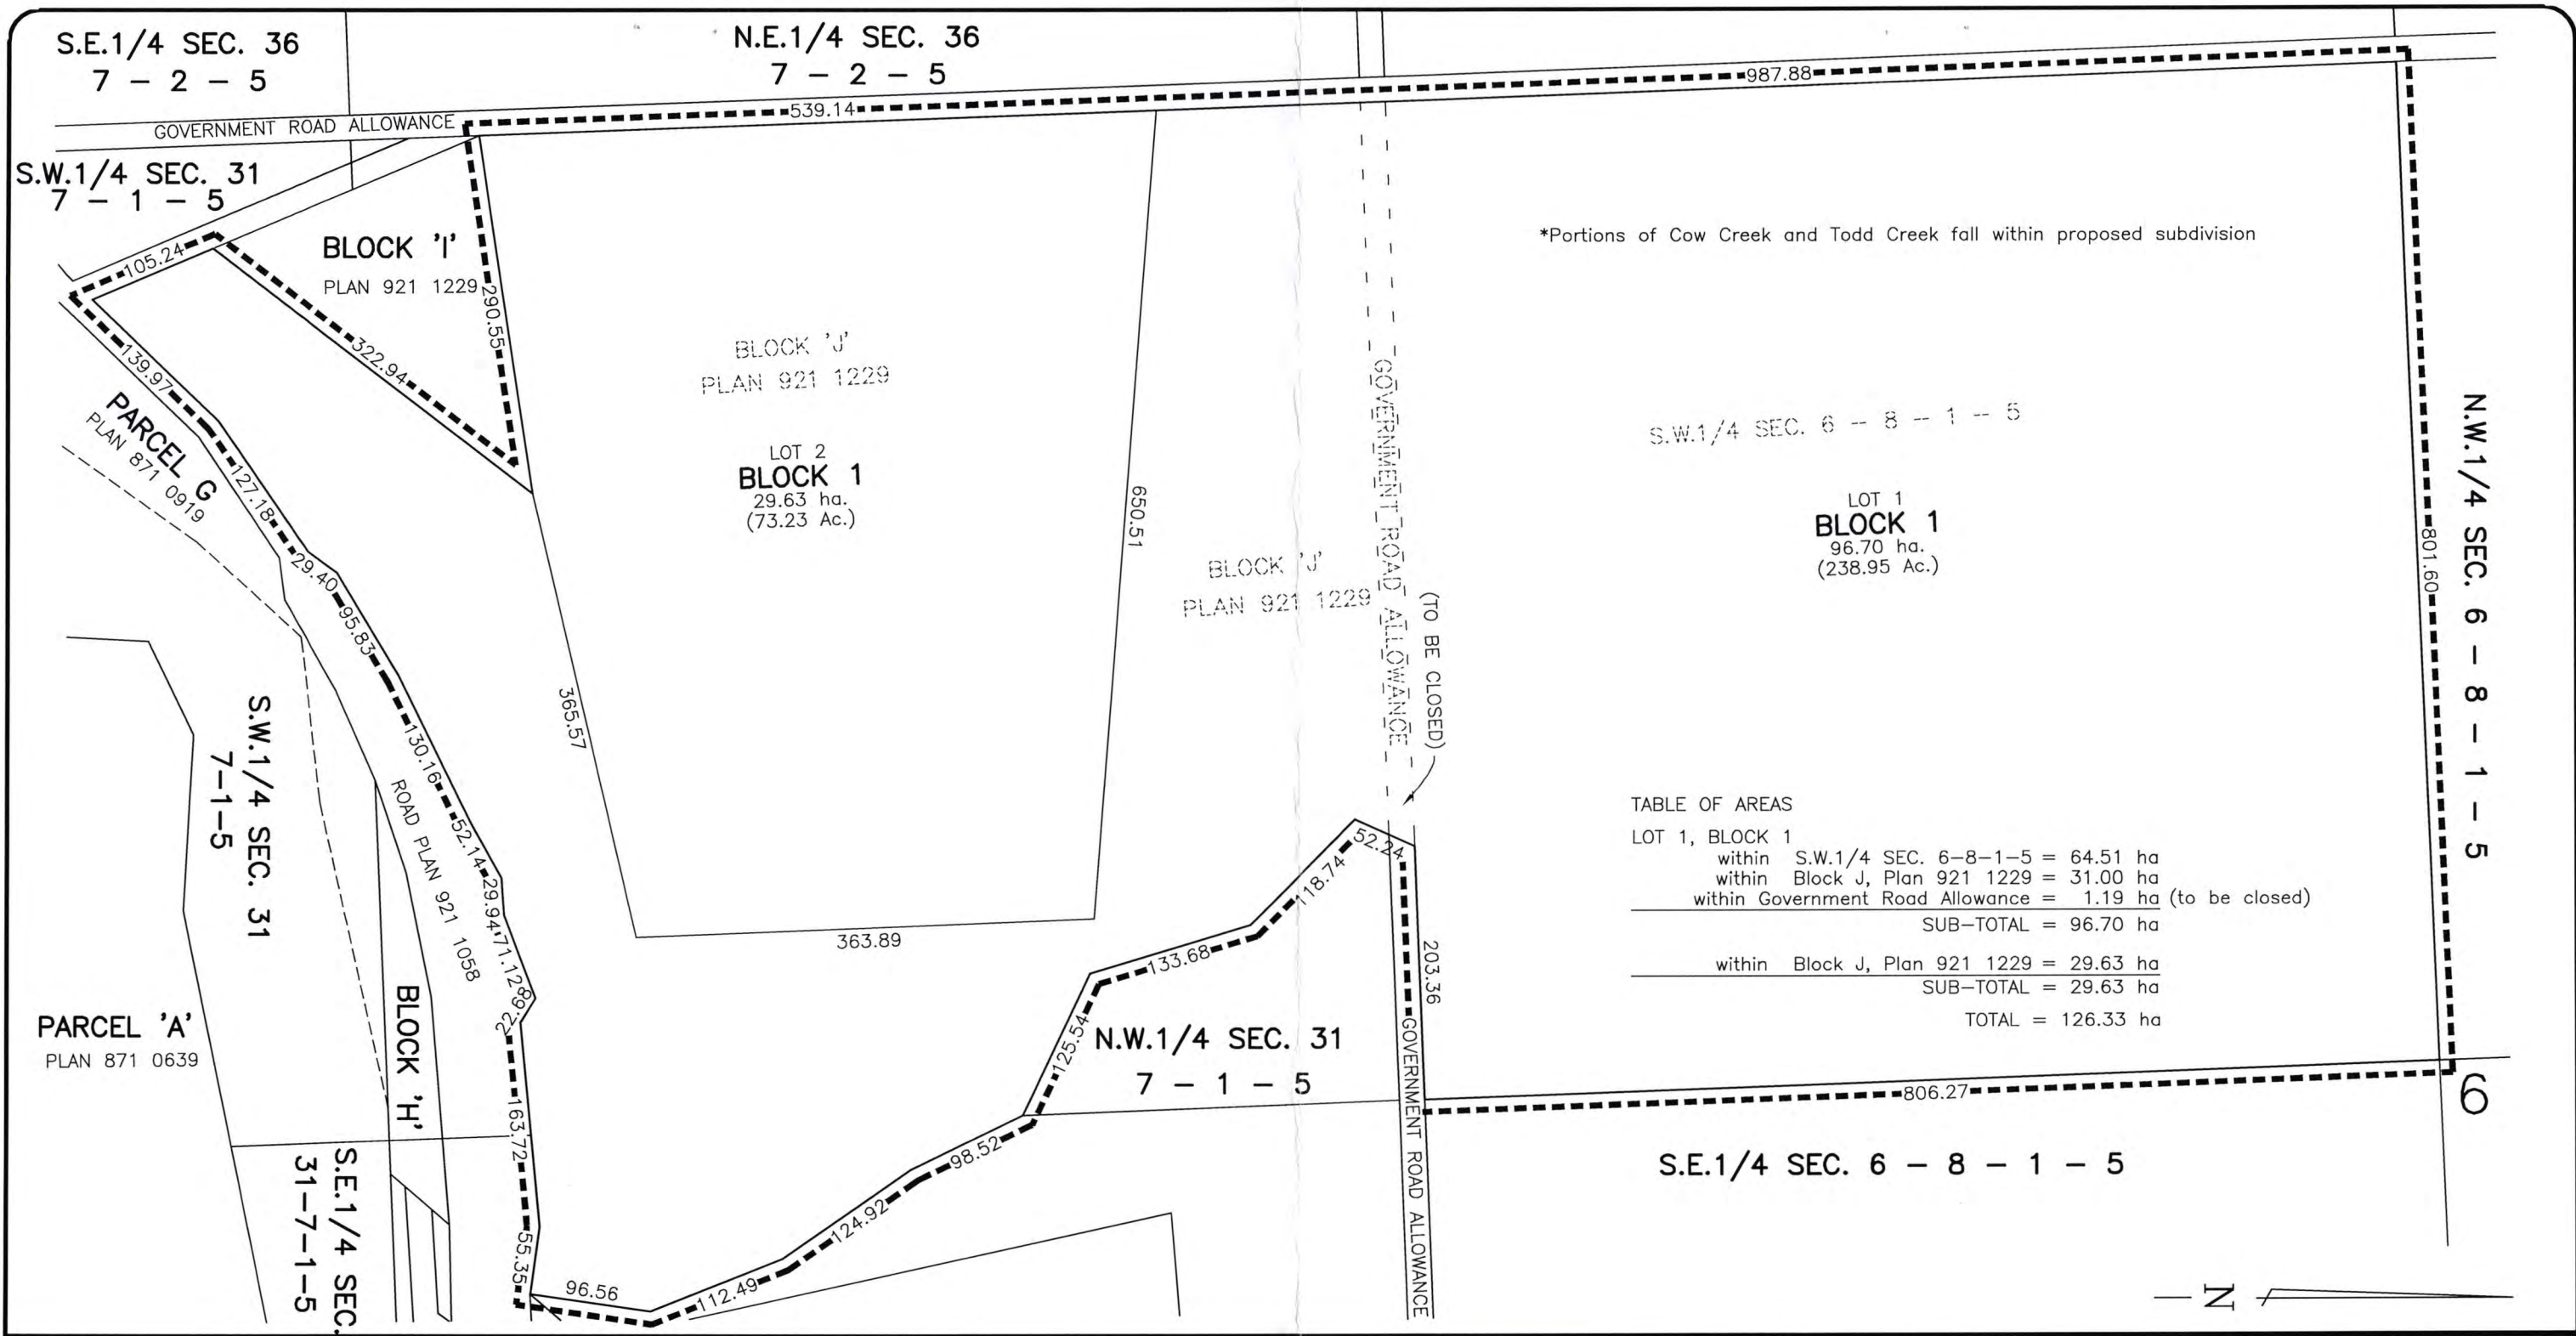 S.E.1/4 SEC. 36
7 - 2 - 5
N.E.1/4 SEC. 36
7 - 2 - 5
GOVERNMENT ROAD ALLOWANCE
539.14
987.88
S.W.1/4 SEC. 31
7 - 1 - 5
105.24
BLOCK 'I'
PLAN 921 1229
290.55
322.94
139.97
PARCEL G
PLAN 871 0919
127.18
29.40
95.83
130.16
52.14
29.94
71.12
22.68
163.72
55.35
BLOCK 'J'
PLAN 921 1229
LOT 2
BLOCK 1
29.63 ha.
(73.23 Ac.)
650.51
365.57
363.89
BLOCK 'J'
PLAN 921 1229
GOVERNMENT ROAD ALLOWANCE
(TO BE CLOSED)
*Portions of Cow Creek and Todd Creek fall within proposed subdivision
S.W.1/4 SEC. 6 -- 8 - 1 -- 5
LOT 1
BLOCK 1
96.70 ha.
(238.95 Ac.)
801.60
N.W.1/4 SEC. 6 - 8 - 1 - 5
TABLE OF AREAS
LOT 1, BLOCK 1
within S.W.1/4 SEC. 6-8-1-5 = 64.51 ha
within Block J, Plan 921 1229 = 31.00 ha
within Government Road Allowance = 1.19 ha (to be closed)
SUB-TOTAL = 96.70 ha
within Block J, Plan 921 1229 = 29.63 ha
SUB-TOTAL = 29.63 ha
TOTAL = 126.33 ha
S.W.1/4 SEC. 31
7-1-5
ROAD PLAN 921 1058
PARCEL 'A'
PLAN 871 0639
BLOCK 'H'
S.E.1/4 SEC.
31-7-1-5
96.56
112.49
124.92
98.52
125.54
133.68
118.74
52.24
203.36
N.W.1/4 SEC. 31
7 - 1 - 5
GOVERNMENT ROAD ALLOWANCE
806.27
6
S.E.1/4 SEC. 6 - 8 - 1 - 5
N